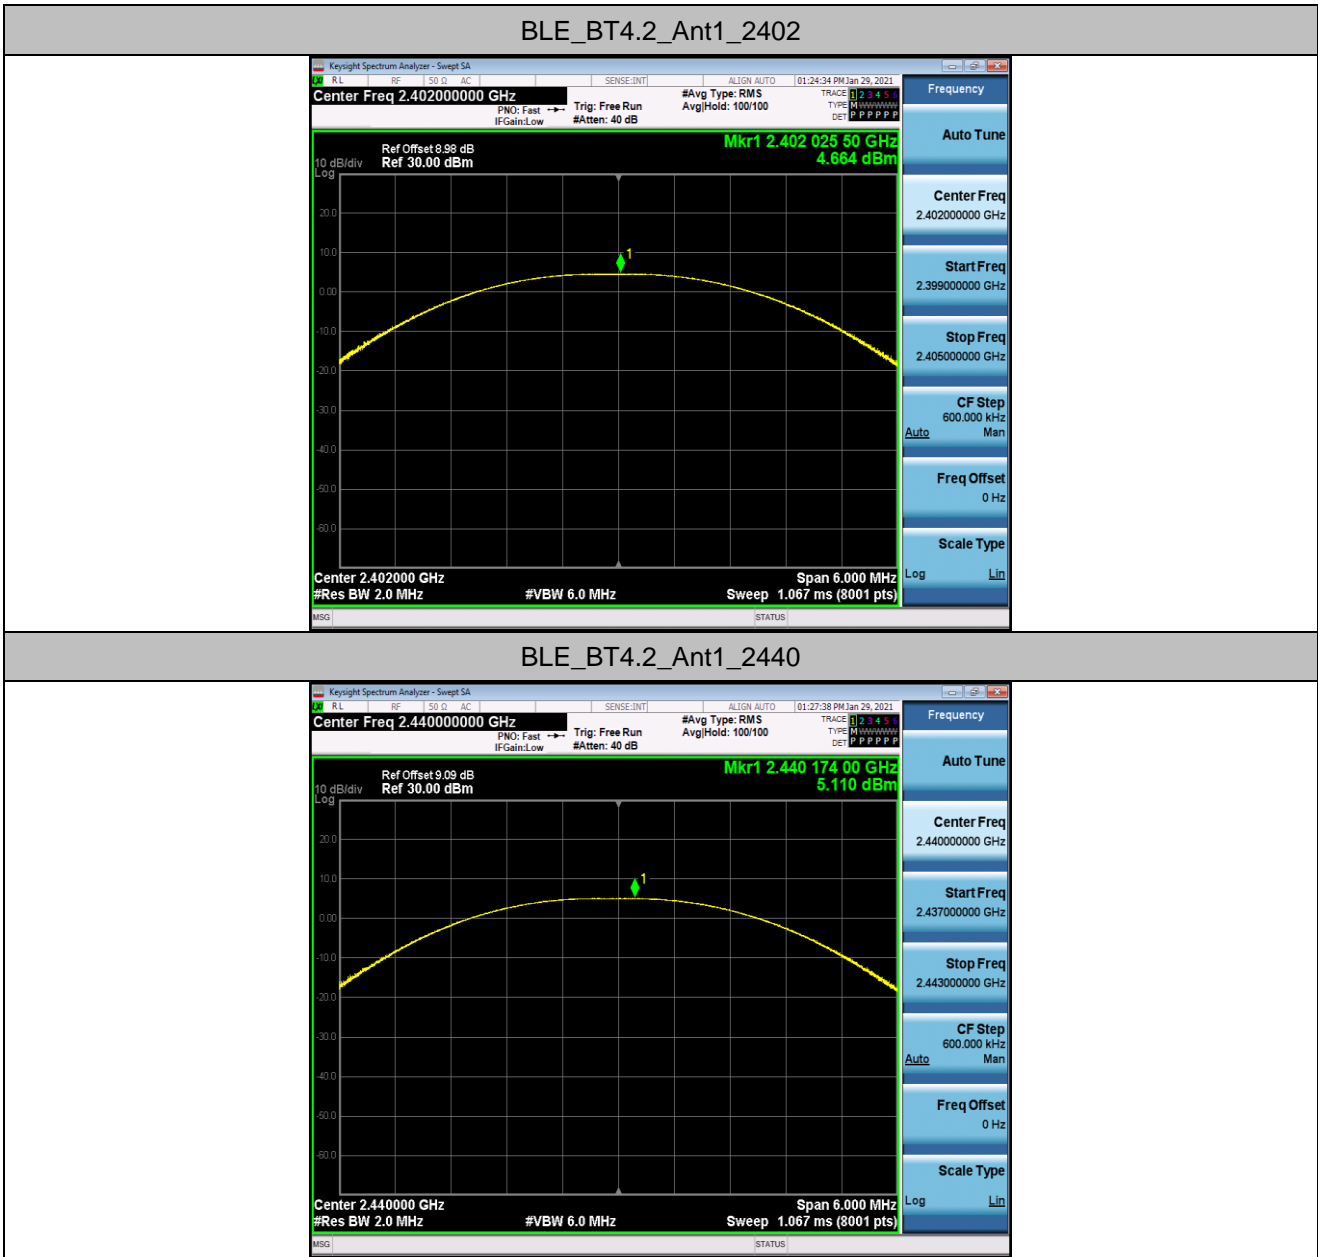 BLE_BT4.2_Ant1_2402
Keysight Spectrum Analyzer - Swept SA
RL RF 50 Ω AC SENSE:INT ALIGN AUTO 01:24:34 PM Jan 29, 2021
Center Freq 2.402000000 GHz
PNO: Fast
IFGain:Low
Trig: Free Run
#Atten: 40 dB
#Avg Type: RMS
Avg|Hold: 100/100
TRACE 1 2 3 4 5 6
TYPE M W W W W W
DET P P P P P P
Frequency
Mkr1 2.402 025 50 GHz
4.664 dBm
Ref Offset 8.98 dB
10 dB/div Ref 30.00 dBm
Log
20.0
10.0
0.00
-10.0
-20.0
-30.0
-40.0
-50.0
-60.0
1
Center 2.402000 GHz Span 6.000 MHz
#Res BW 2.0 MHz #VBW 6.0 MHz Sweep 1.067 ms (8001 pts)
MSG STATUS
Auto Tune
Center Freq
2.402000000 GHz
Start Freq
2.399000000 GHz
Stop Freq
2.405000000 GHz
CF Step
600.000 kHz
Auto Man
Freq Offset
0 Hz
Scale Type
Log Lin
BLE_BT4.2_Ant1_2440
Keysight Spectrum Analyzer - Swept SA
RL RF 50 Ω AC SENSE:INT ALIGN AUTO 01:27:38 PM Jan 29, 2021
Center Freq 2.440000000 GHz
PNO: Fast
IFGain:Low
Trig: Free Run
#Atten: 40 dB
#Avg Type: RMS
Avg|Hold: 100/100
TRACE 1 2 3 4 5 6
TYPE M W W W W W
DET P P P P P P
Frequency
Mkr1 2.440 174 00 GHz
5.110 dBm
Ref Offset 9.09 dB
10 dB/div Ref 30.00 dBm
Log
20.0
10.0
0.00
-10.0
-20.0
-30.0
-40.0
-50.0
-60.0
1
Center 2.440000 GHz Span 6.000 MHz
#Res BW 2.0 MHz #VBW 6.0 MHz Sweep 1.067 ms (8001 pts)
MSG STATUS
Auto Tune
Center Freq
2.440000000 GHz
Start Freq
2.437000000 GHz
Stop Freq
2.443000000 GHz
CF Step
600.000 kHz
Auto Man
Freq Offset
0 Hz
Scale Type
Log Lin